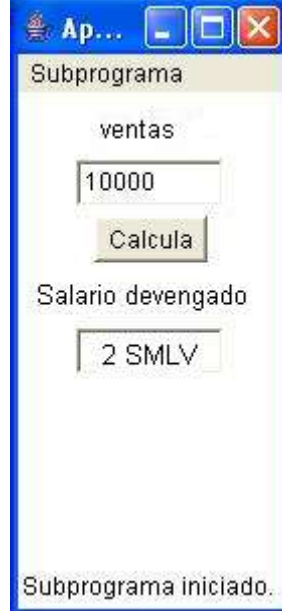 Ap...
Subprograma
ventas
10000
Calcula
Salario devengado
2 SMLV
Subprograma iniciado.